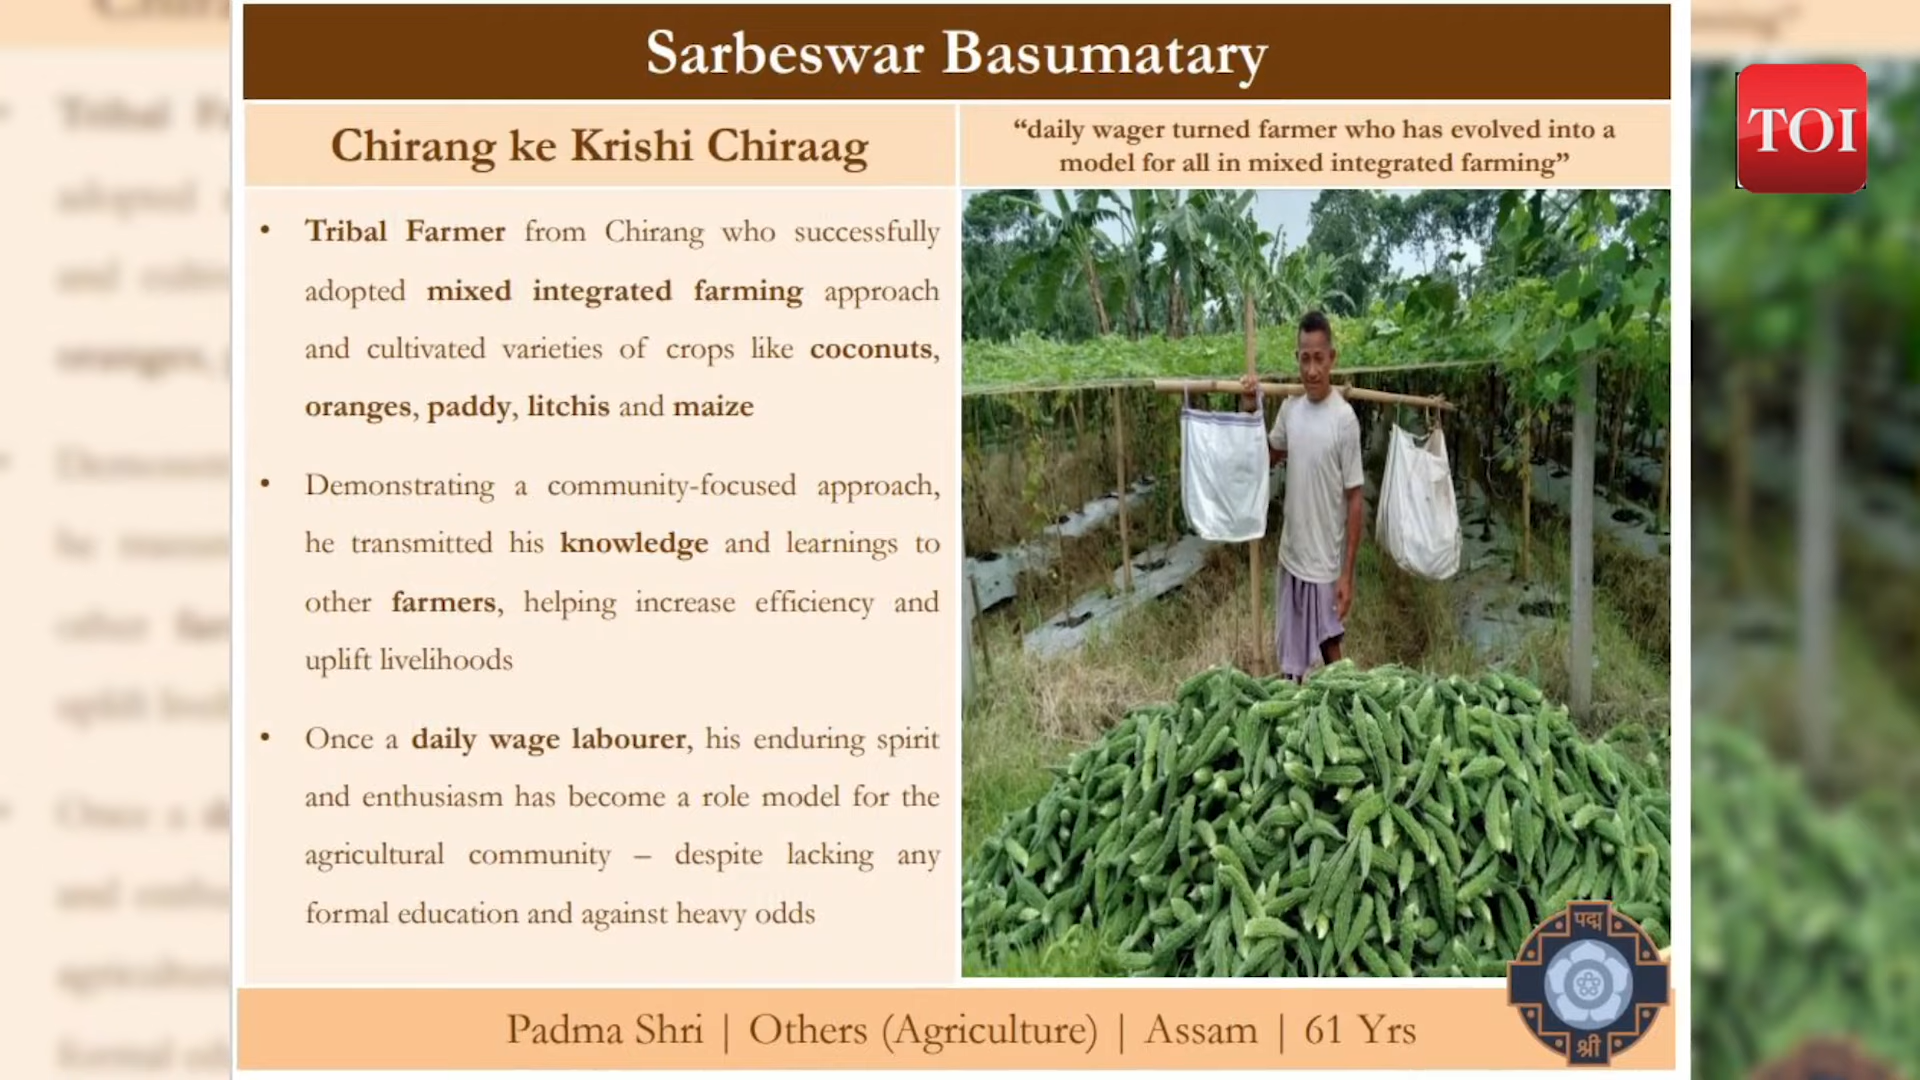 Sarbeswar Basumatary
Chirang ke Krishi Chiraag
“daily wager turned farmer who has evolved into a
model for all in mixed integrated farming”
TOI
• Tribal Farmer from Chirang who successfully
adopted mixed integrated farming approach
and cultivated varieties of crops like coconuts,
oranges, paddy, litchis and maize
• Demonstrating a community-focused approach,
he transmitted his knowledge and learnings to
other farmers, helping increase efficiency and
uplift livelihoods
• Once a daily wage labourer, his enduring spirit
and enthusiasm has become a role model for the
agricultural community – despite lacking any
formal education and against heavy odds
पद्म
श्री
Padma Shri | Others (Agriculture) | Assam | 61 Yrs